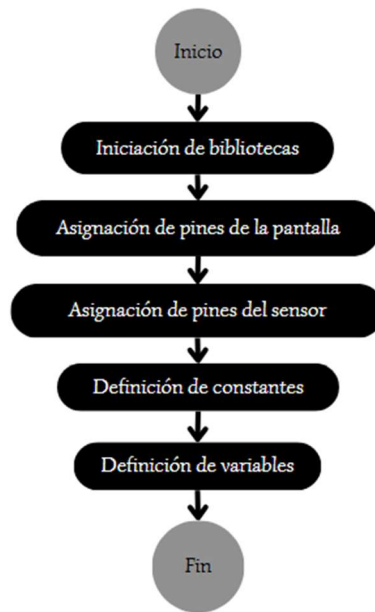 Inicio
Iniciación de bibliotecas
Asignación de pines de la pantalla
Asignación de pines del sensor
Definición de constantes
Definición de variables
Fin